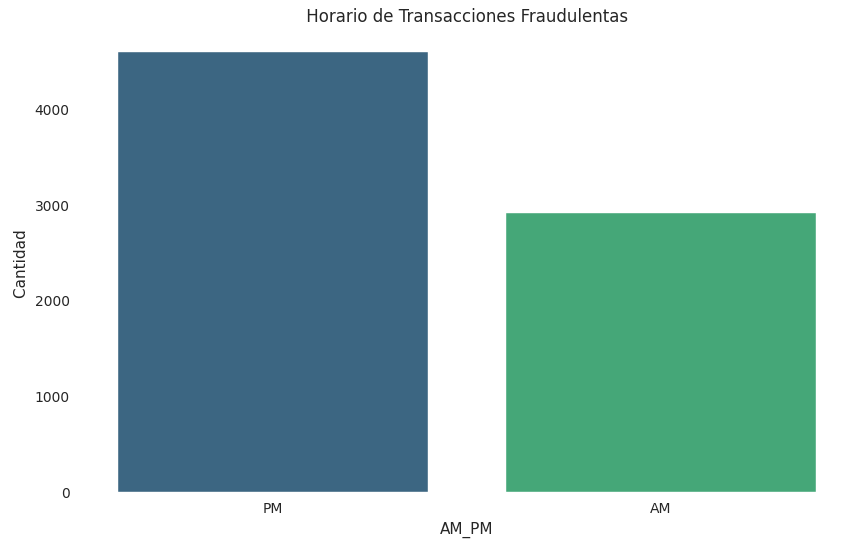 Horario de Transacciones Fraudulentas
4000
3000
2000
1000
0
Cantidad
PM
AM
AM_PM